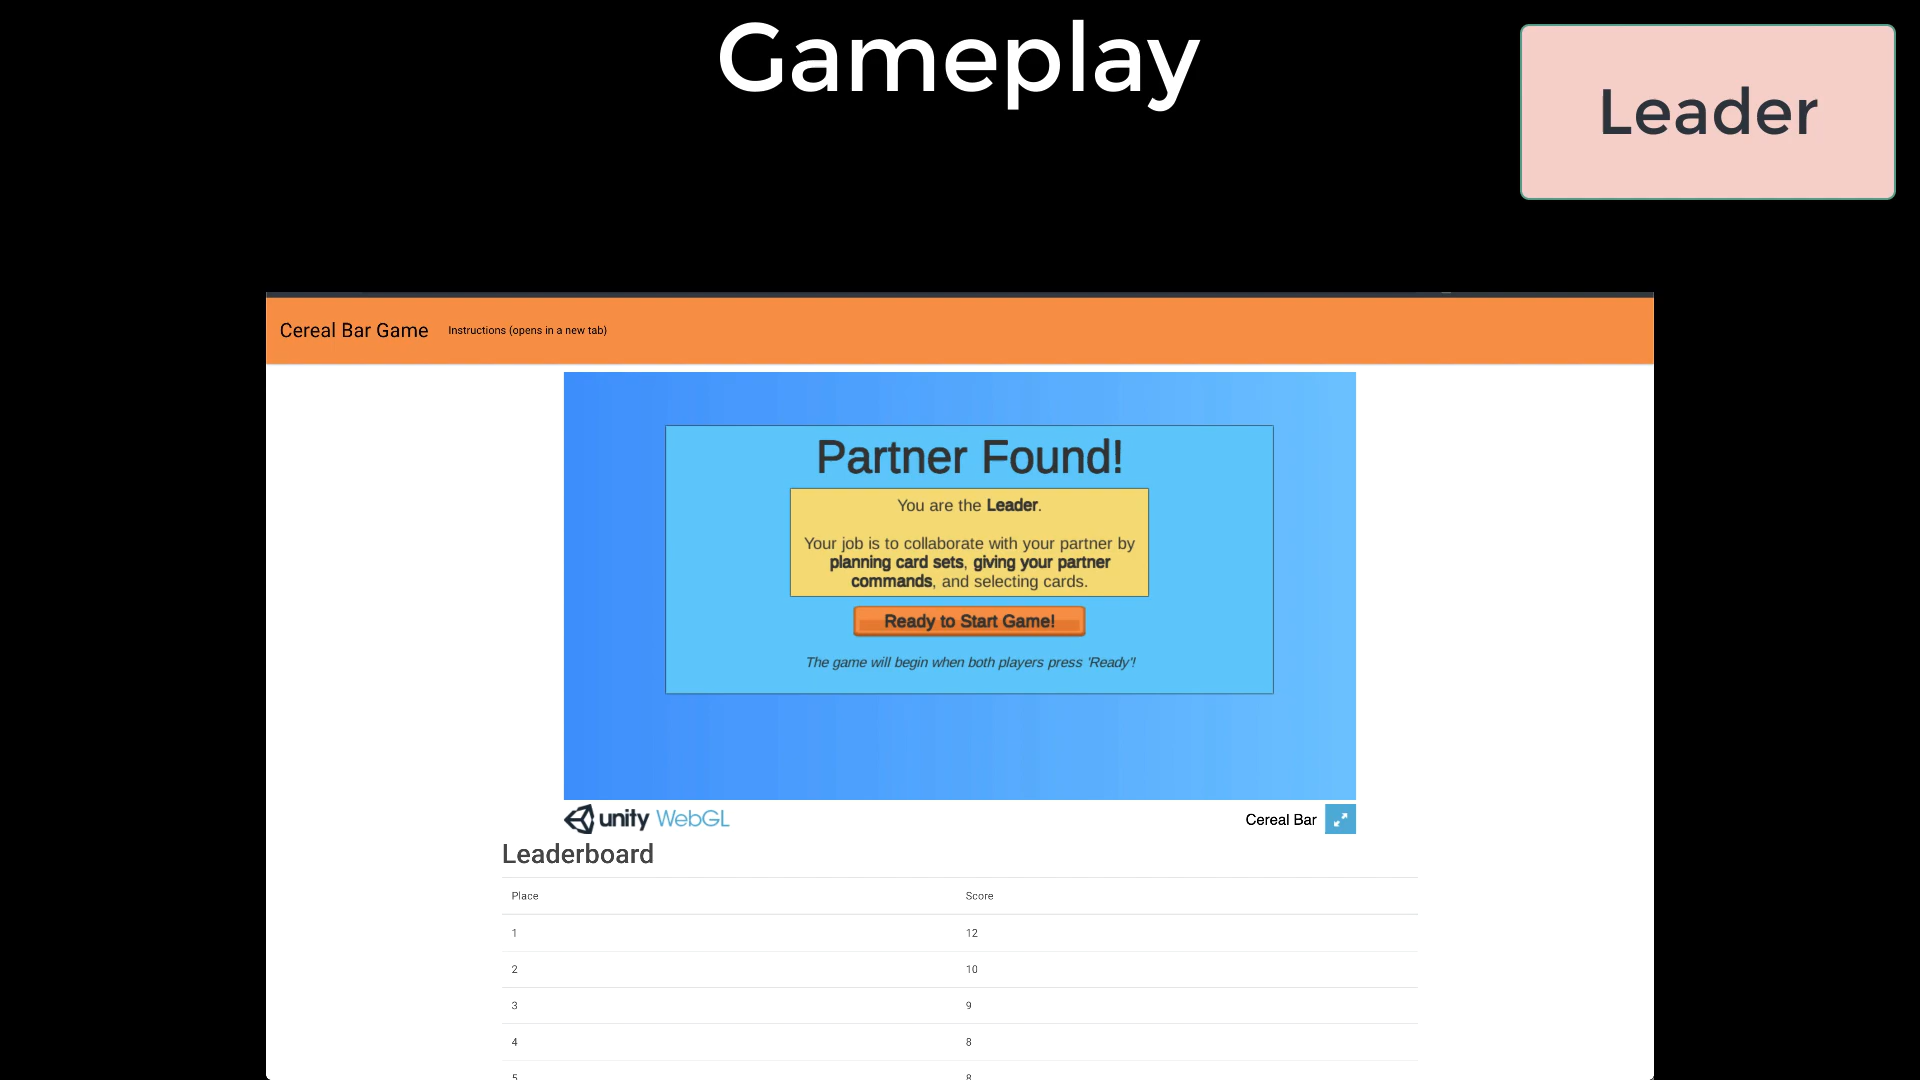 Gameplay
Leader
Cereal Bar Game Instructions (opens in a new tab)
Partner Found!
You are the Leader.
Your job is to collaborate with your partner by
planning card sets, giving your partner
commands, and selecting cards.
Ready to Start Game!
The game will begin when both players press 'Ready'!
unity WebGL
Cereal Bar
Leaderboard
Place Score
1 12
2 10
3 9
4 8
5 8